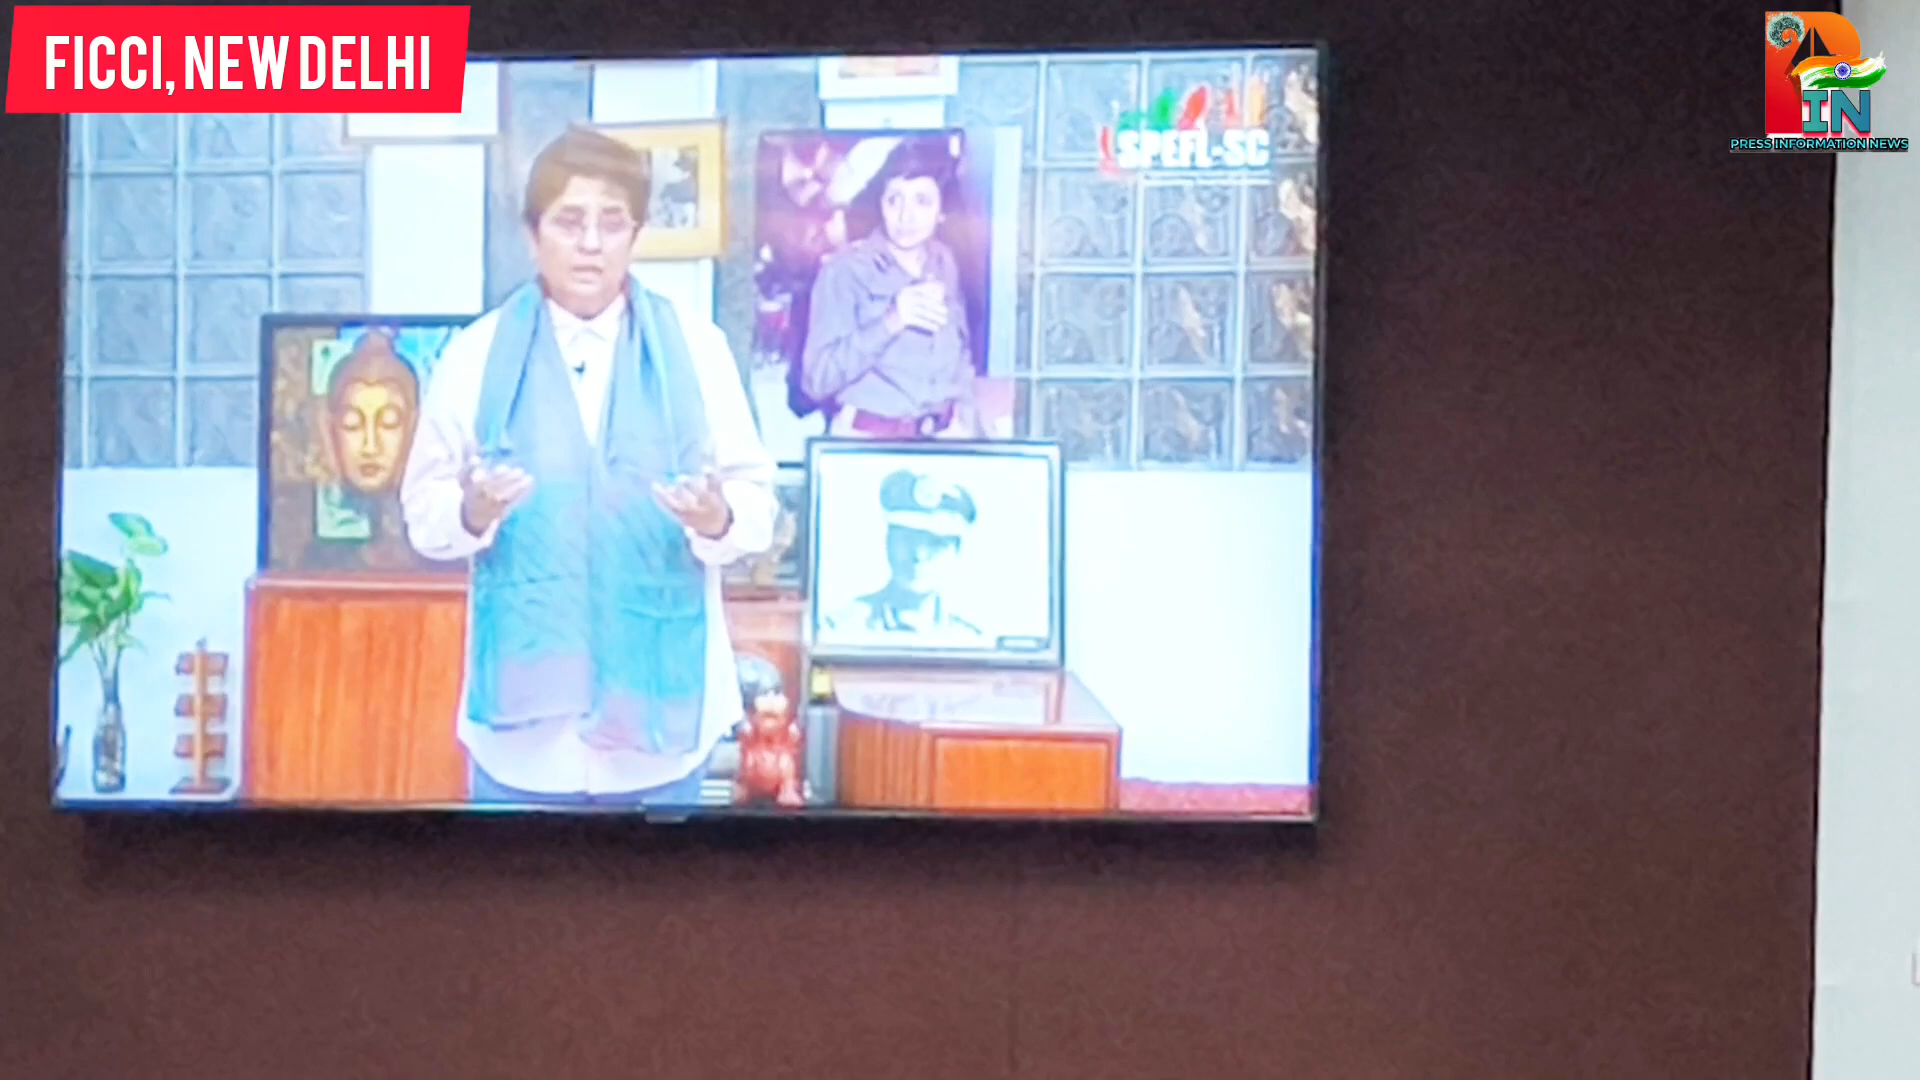 FICCI, NEW DELHI
IN
PRESS INFORMATION NEWS
SPEFL-SC